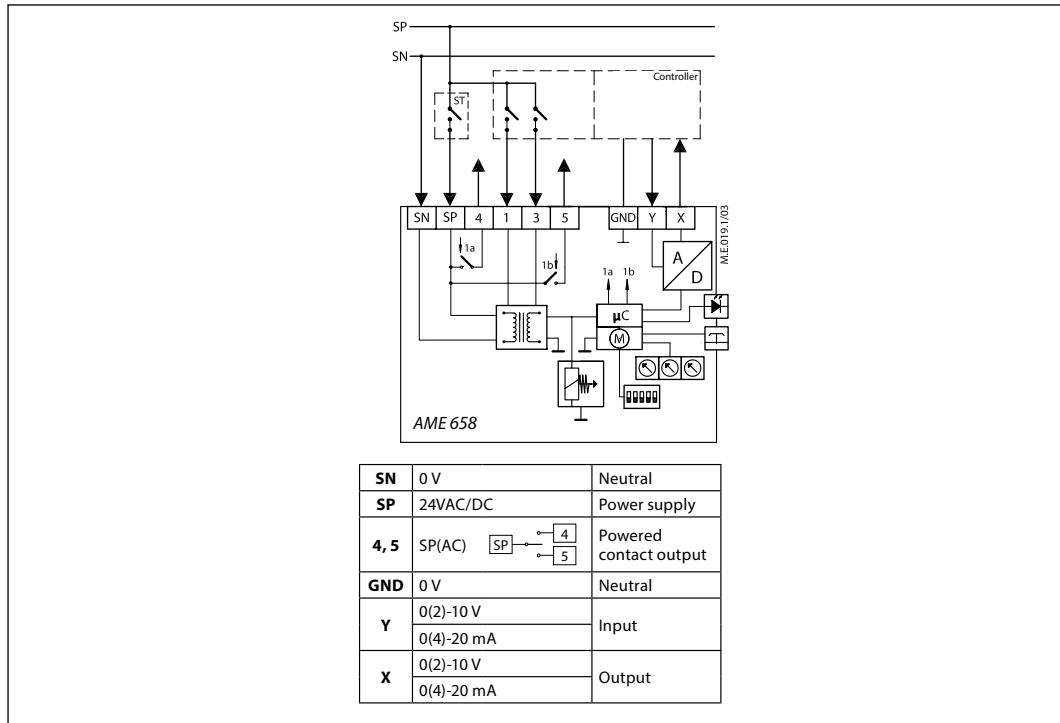 SP
SN
Controller
ST
SN SP 4 1 3 5 GND Y X
M.E.019.1/03
1a
1b
1a 1b
A
D
µC
M
AME 658
SN 0 V Neutral
SP 24VAC/DC Power supply
4, 5 SP(AC) SP 4 5 Powered contact output
GND 0 V Neutral
Y 0(2)-10 V Input
0(4)-20 mA
X 0(2)-10 V Output
0(4)-20 mA